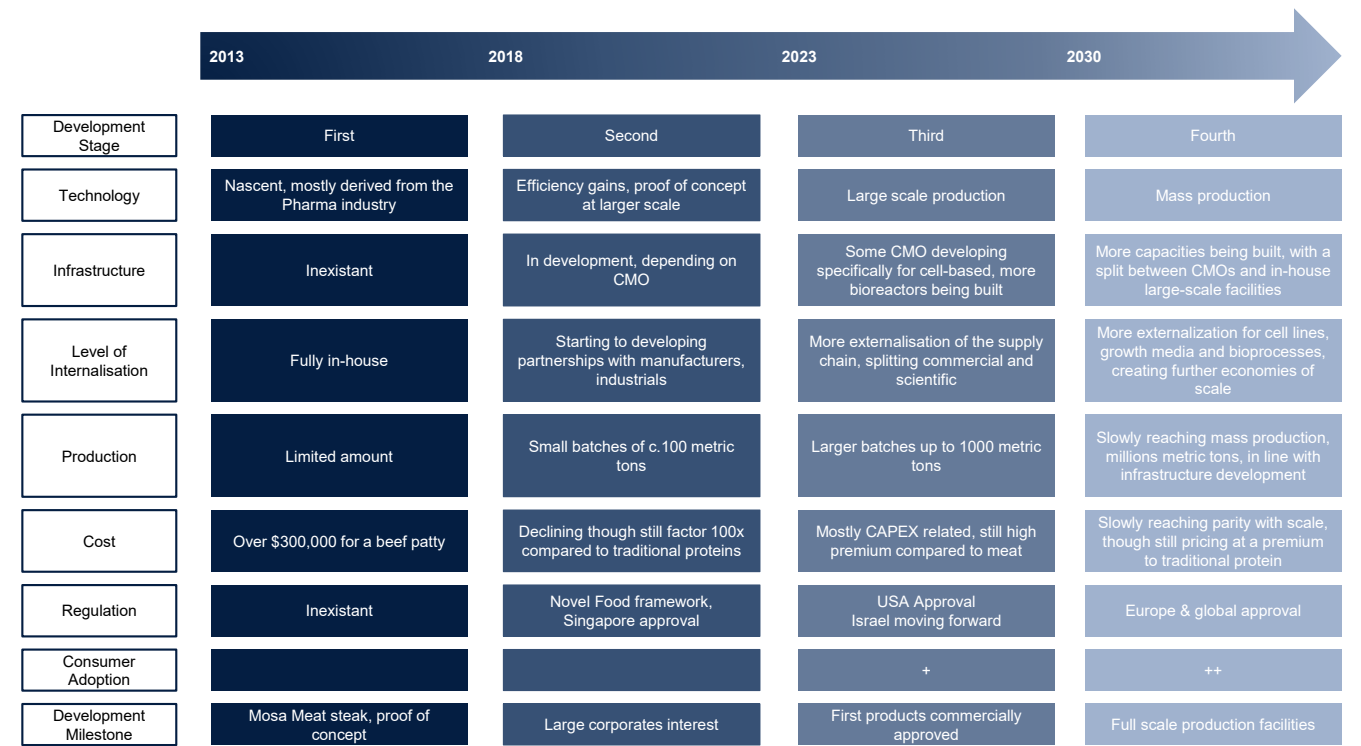 2013 2018 2023 2030
Development
Stage
First
Second
Third
Fourth
Technology
Nascent, mostly derived from the
Pharma industry
Efficiency gains, proof of concept
at larger scale
Large scale production
Mass production
Infrastructure
Inexistant
In development, depending on
CMO
Some CMO developing
specifically for cell-based, more
bioreactors being built
More capacities being built, with a
split between CMOs and in-house
large-scale facilities
Level of
Internalisation
Fully in-house
Starting to developing
partnerships with manufacturers,
industrials
More externalisation of the supply
chain, splitting commercial and
scientific
More externalization for cell lines,
growth media and bioprocesses,
creating further economies of
scale
Production
Limited amount
Small batches of c.100 metric
tons
Larger batches up to 1000 metric
tons
Slowly reaching mass production,
millions metric tons, in line with
infrastructure development
Cost
Over $300,000 for a beef patty
Declining though still factor 100x
compared to traditional proteins
Mostly CAPEX related, still high
premium compared to meat
Slowly reaching parity with scale,
though still pricing at a premium
to traditional protein
Regulation
Inexistant
Novel Food framework,
Singapore approval
USA Approval
Israel moving forward
Europe & global approval
Consumer
Adoption
+
++
Development
Milestone
Mosa Meat steak, proof of
concept
Large corporates interest
First products commercially
approved
Full scale production facilities